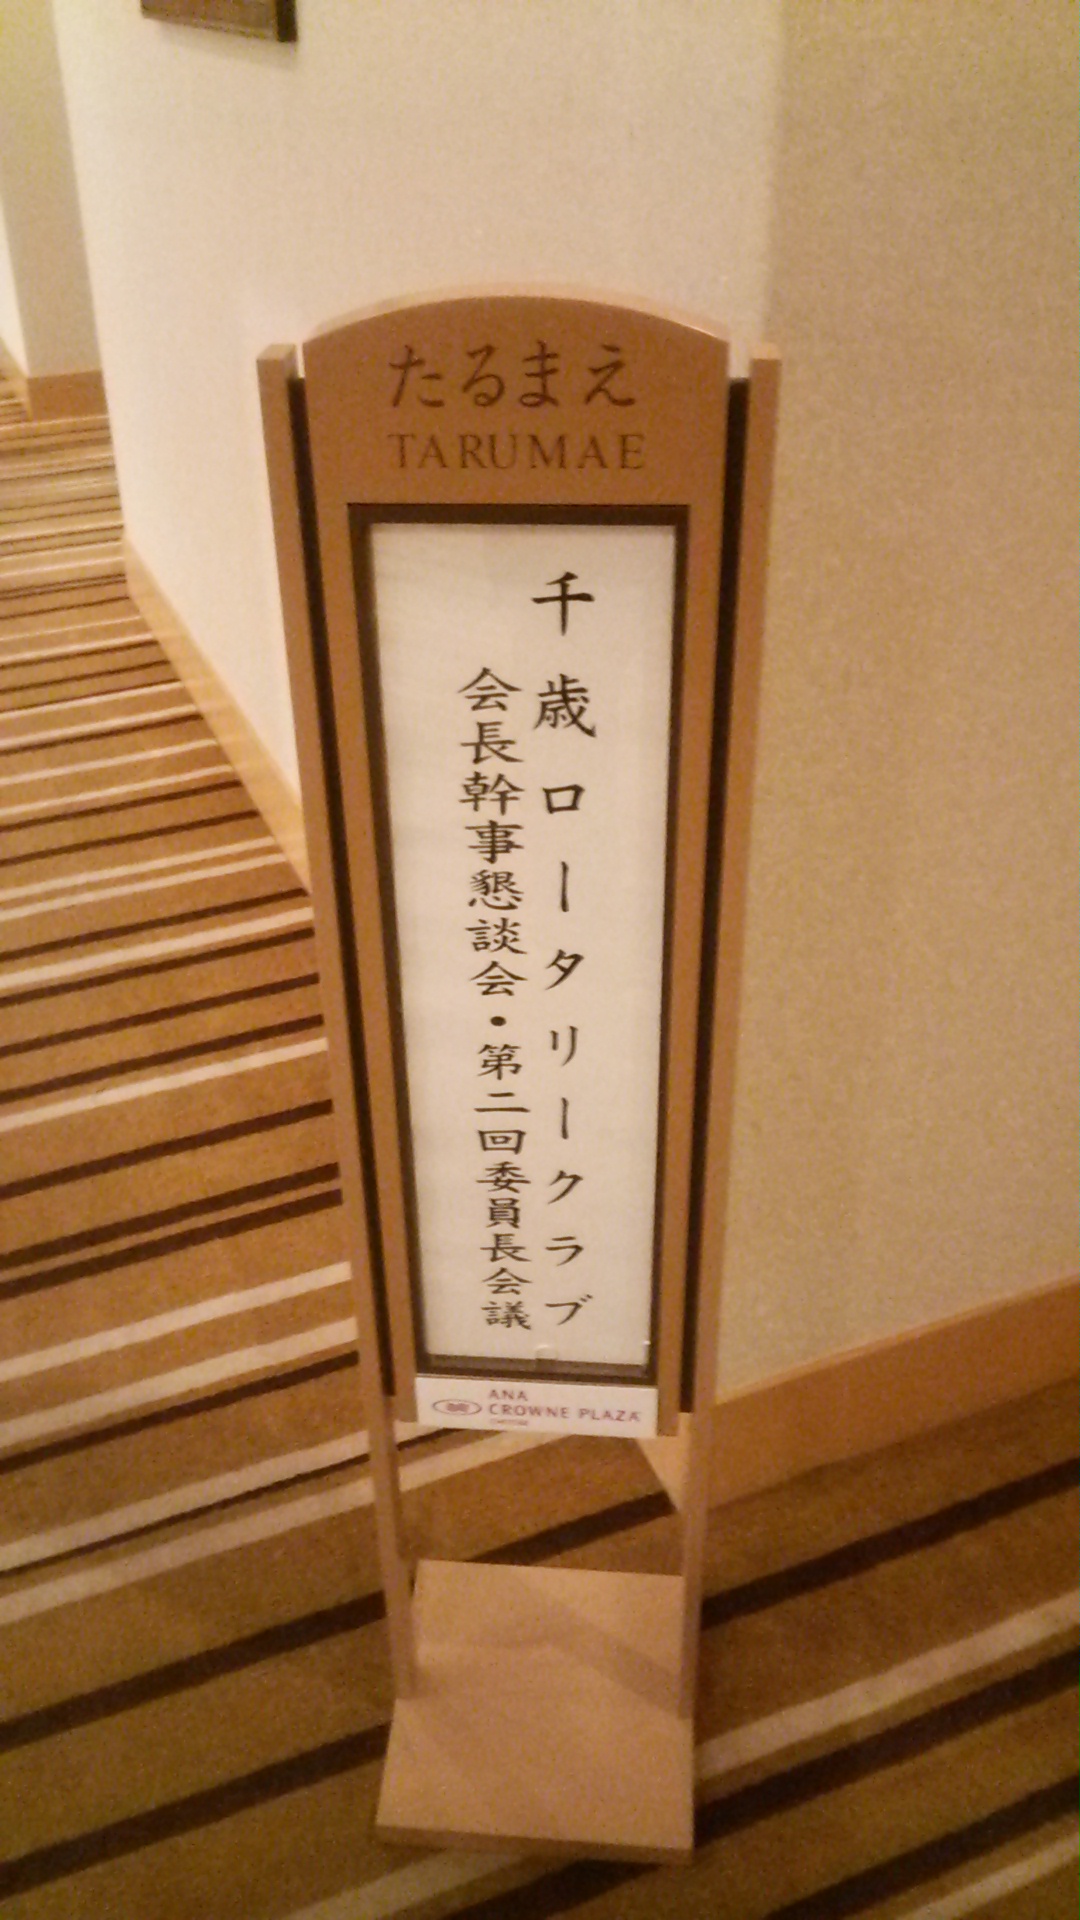 たるまえ
TARUMAE
千歳ロータリークラブ
会長幹事懇談会・第二回委員長会議
ANA
CROWNE PLAZA